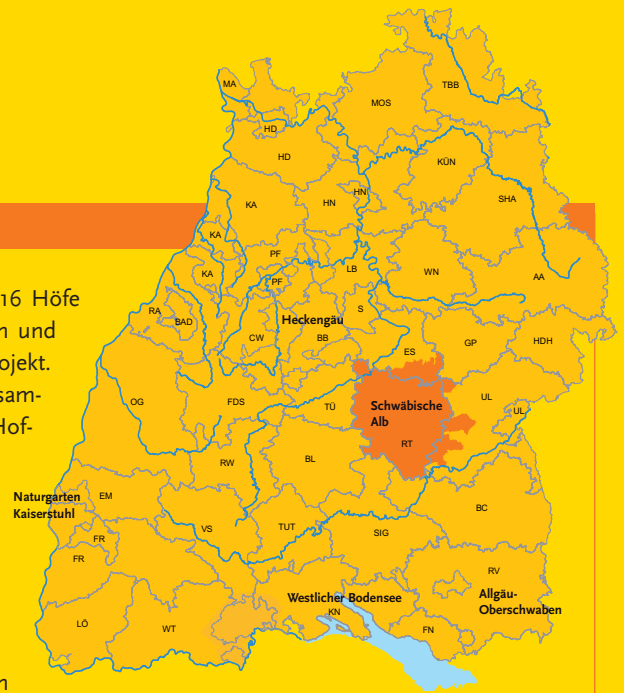 16 Höfe
n und
ojekt.
sam-
Hof-
n
MA
TBB
MOS
HD
HD
KÜN
HN
HN
KA
SHA
KA
PF
LB
WN
AA
KA
PF
RA
BAD
Heckengäu
S
CW
BB
ES
GP
HDH
OG
FDS
TÜ
Schwäbische
Alb
UL
UL
RT
RW
BL
Naturgarten
Kaiserstuhl
EM
BC
VS
TUT
SIG
FR
FR
RV
Westlicher Bodensee
Allgäu-
Oberschwaben
KN
LÖ
WT
FN